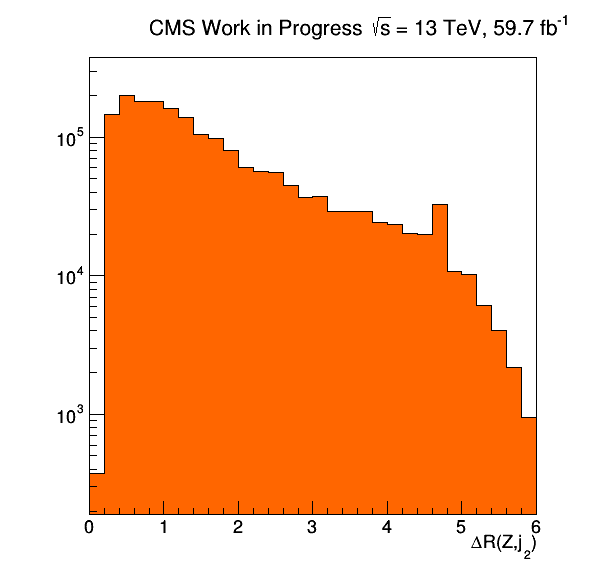 CMS Work in Progress √s = 13 TeV, 59.7 fb⁻¹
10⁵
10⁴
10³
0 1 2 3 4 5 6
ΔR(Z,j₂)